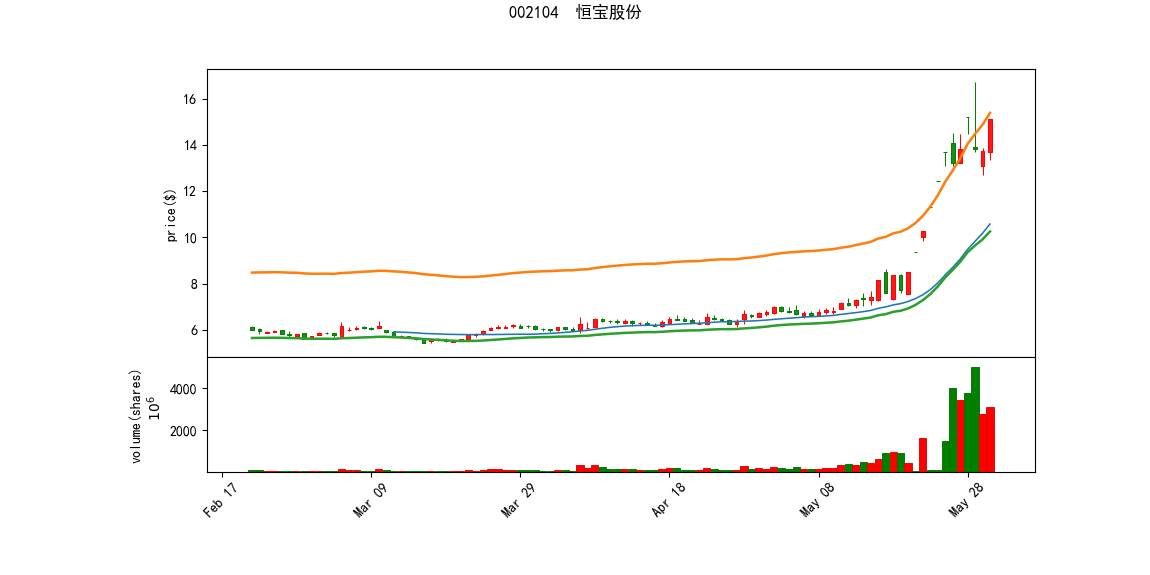 002104 恒宝股份
16
14
12
10
8
6
price($)
4000
2000
volume(shares)
10^6
Feb 17
Mar 09
Mar 29
Apr 18
May 08
May 28